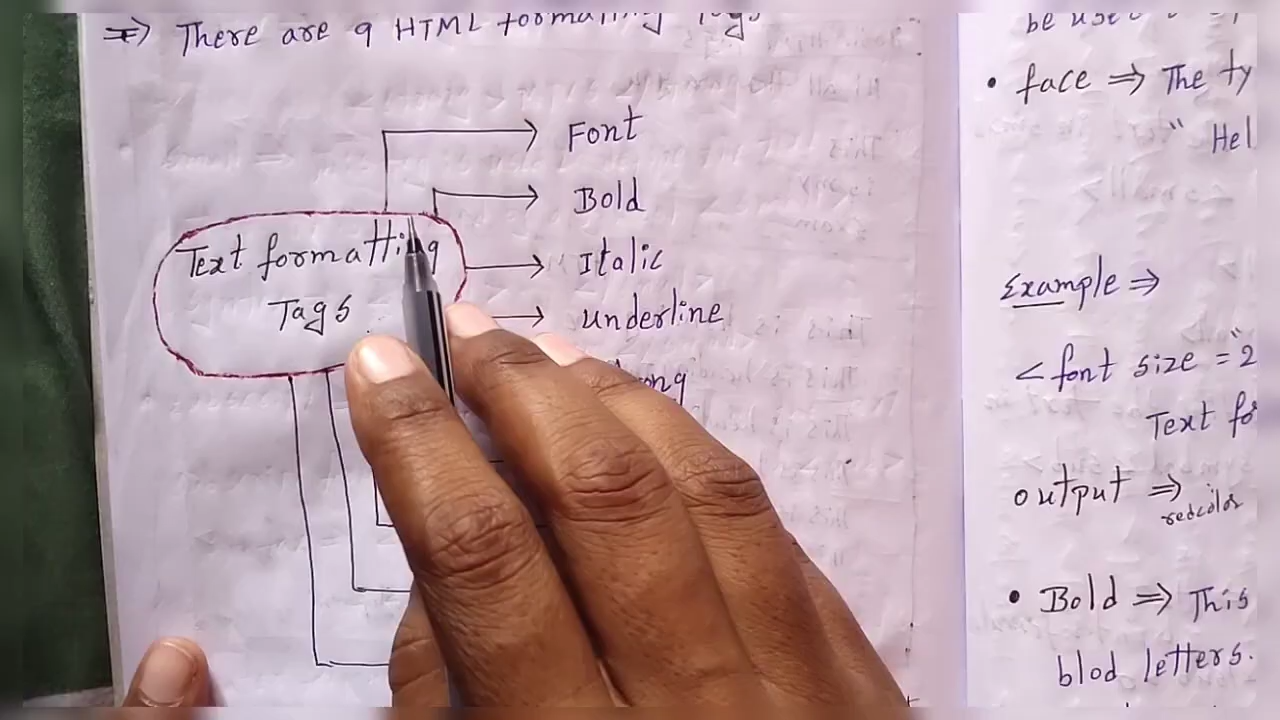 => There are 9 HTML formatting Tags
Font
Bold
Italic
underline
Text formatting
Tags
be use
• face => The ty
" Hel
Example =>
< font size = "2
Text fo
output => redcolor
• Bold => This
blod letters.